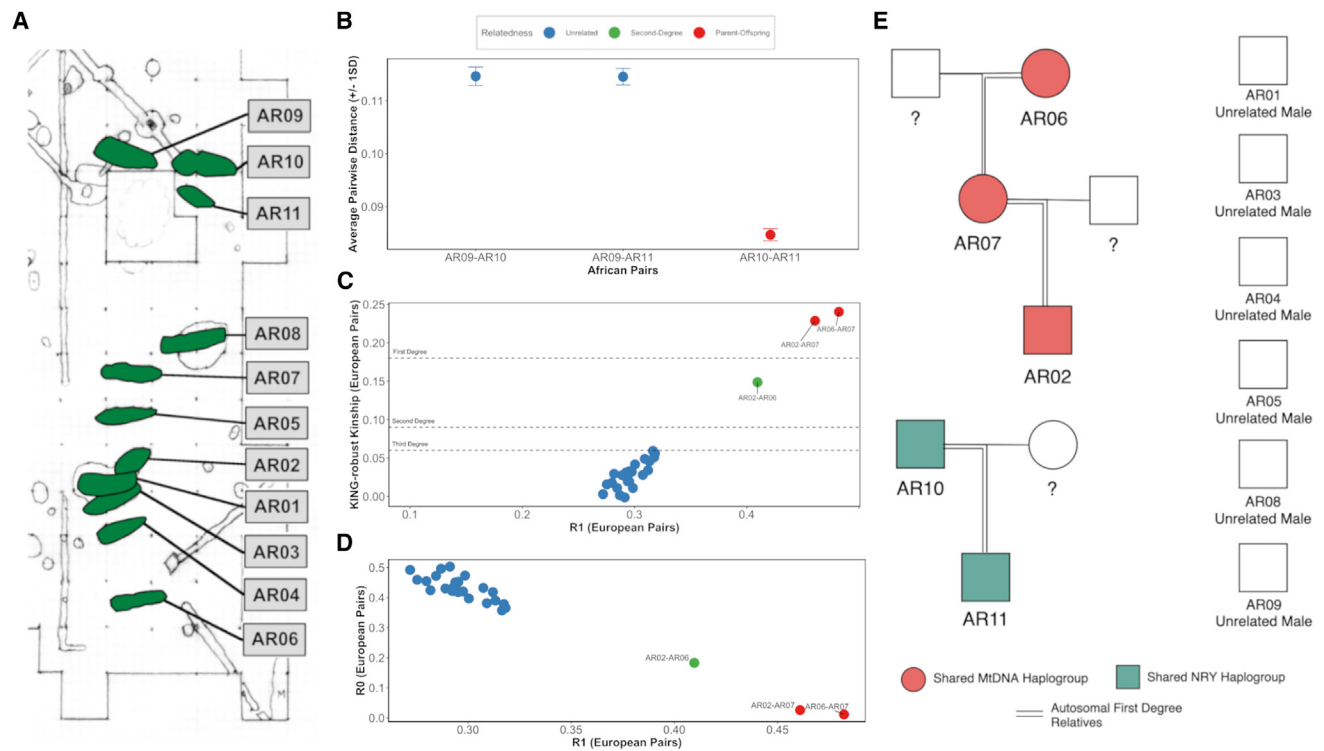 A
AR09
AR10
AR11
AR08
AR07
AR05
AR02
AR01
AR03
AR04
AR06
M
B
Relatedness Unrelated Second-Degree Parent-Offspring
Average Pairwise Distance (+/- 1SD)
0.11
0.10
0.09
AR09-AR10 AR09-AR11 AR10-AR11
African Pairs
C
KING-robust Kinship (European Pairs)
0.25
0.20
0.15
0.10
0.05
0.00
AR06-AR07
AR02-AR07
First Degree
AR02-AR06
Second Degree
Third Degree
0.1 0.2 0.3 0.4
R1 (European Pairs)
D
R0 (European Pairs)
0.5
0.4
0.3
0.2
0.1
0.0
AR02-AR06
AR02-AR07 AR06-AR07
0.30 0.35 0.40 0.45
R1 (European Pairs)
E
?
AR06
AR07
?
AR02
AR10
?
AR11
AR01
Unrelated Male
AR03
Unrelated Male
AR04
Unrelated Male
AR05
Unrelated Male
AR08
Unrelated Male
AR09
Unrelated Male
Shared MtDNA Haplogroup
Shared NRY Haplogroup
Autosomal First Degree
Relatives